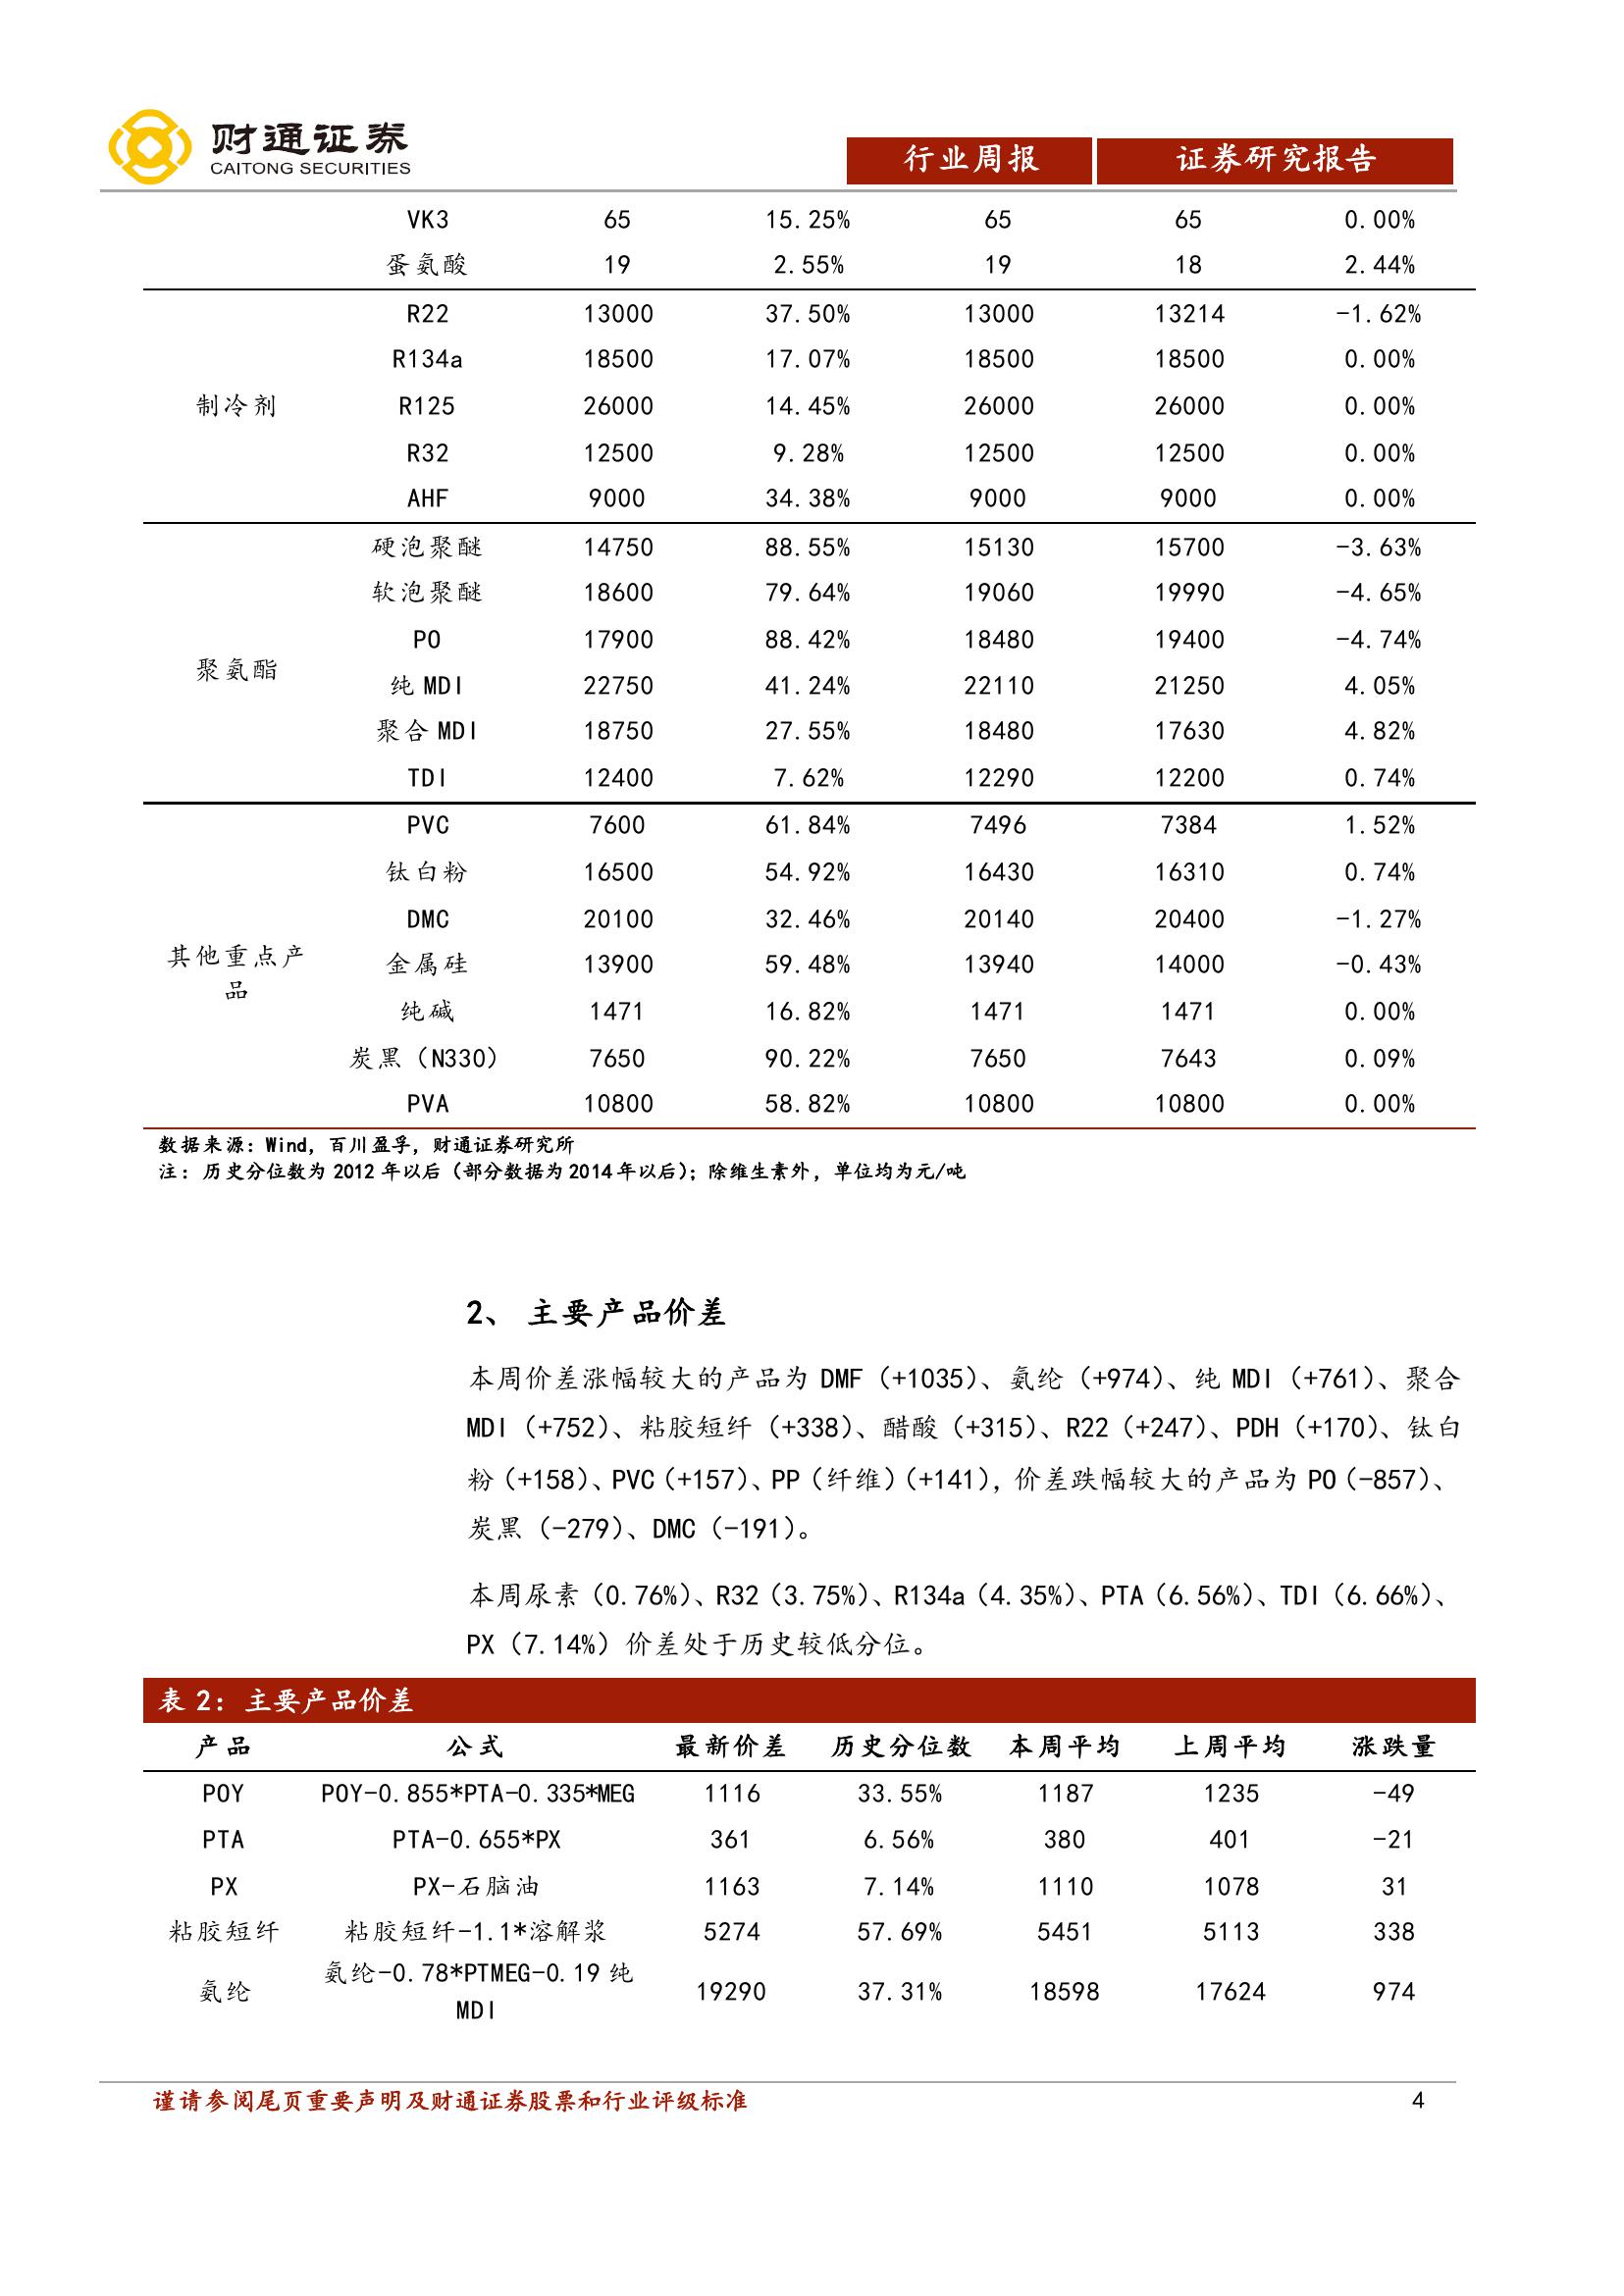 财通证券
CAITONG SECURITIES
行业周报 证券研究报告
VK3 65 15.25% 65 65 0.00%
蛋氨酸 19 2.55% 19 18 2.44%
R22 13000 37.50% 13000 13214 -1.62%
R134a 18500 17.07% 18500 18500 0.00%
制冷剂 R125 26000 14.45% 26000 26000 0.00%
R32 12500 9.28% 12500 12500 0.00%
AHF 9000 34.38% 9000 9000 0.00%
硬泡聚醚 14750 88.55% 15130 15700 -3.63%
软泡聚醚 18600 79.64% 19060 19990 -4.65%
PO 17900 88.42% 18480 19400 -4.74%
聚氨酯
纯 MDI 22750 41.24% 22110 21250 4.05%
聚合 MDI 18750 27.55% 18480 17630 4.82%
TDI 12400 7.62% 12290 12200 0.74%
PVC 7600 61.84% 7496 7384 1.52%
钛白粉 16500 54.92% 16430 16310 0.74%
DMC 20100 32.46% 20140 20400 -1.27%
其他重点产
品
金属硅 13900 59.48% 13940 14000 -0.43%
纯碱 1471 16.82% 1471 1471 0.00%
炭黑（N330） 7650 90.22% 7650 7643 0.09%
PVA 10800 58.82% 10800 10800 0.00%
数据来源：Wind，百川盈孚，财通证券研究所
注：历史分位数为 2012 年以后（部分数据为 2014 年以后）；除维生素外，单位均为元/吨
2、 主要产品价差
本周价差涨幅较大的产品为 DMF（+1035）、氨纶（+974）、纯 MDI（+761）、聚合
MDI（+752）、粘胶短纤（+338）、醋酸（+315）、R22（+247）、PDH（+170）、钛白
粉（+158）、PVC（+157）、PP（纤维）（+141），价差跌幅较大的产品为 PO（-857）、
炭黑（-279）、DMC（-191）。
本周尿素（0.76%）、R32（3.75%）、R134a（4.35%）、PTA（6.56%）、TDI（6.66%）、
PX（7.14%）价差处于历史较低分位。
表 2：主要产品价差
产品 公式 最新价差 历史分位数 本周平均 上周平均 涨跌量
POY POY-0.855*PTA-0.335*MEG 1116 33.55% 1187 1235 -49
PTA PTA-0.655*PX 361 6.56% 380 401 -21
PX PX-石脑油 1163 7.14% 1110 1078 31
粘胶短纤 粘胶短纤-1.1*溶解浆 5274 57.69% 5451 5113 338
氨纶 氨纶-0.78*PTMEG-0.19 纯
MDI 19290 37.31% 18598 17624 974
谨请参阅尾页重要声明及财通证券股票和行业评级标准 4